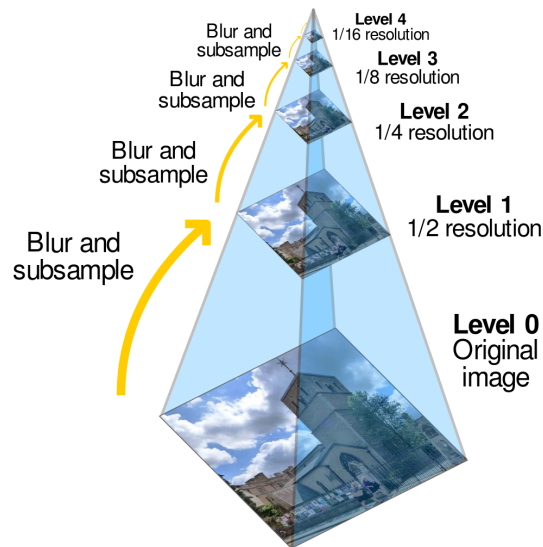 Level 4
1/16 resolution
Blur and
subsample
Level 3
1/8 resolution
Blur and
subsample
Level 2
1/4 resolution
Blur and
subsample
Level 1
1/2 resolution
Blur and
subsample
Level 0
Original
image